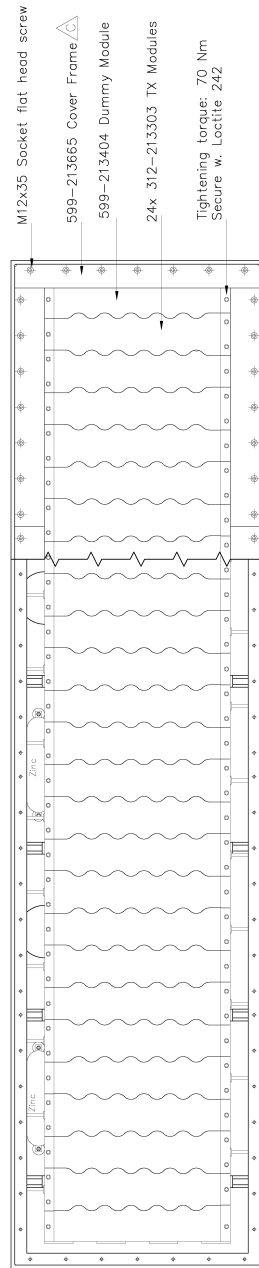 M12x35 Socket flat head screw
599-213665 Cover Frame C
599-213404 Dummy Module
24x 312-213303 TX Modules
Tightening torque: 70 Nm
Secure w. Loctite 242
Zinc
Zinc